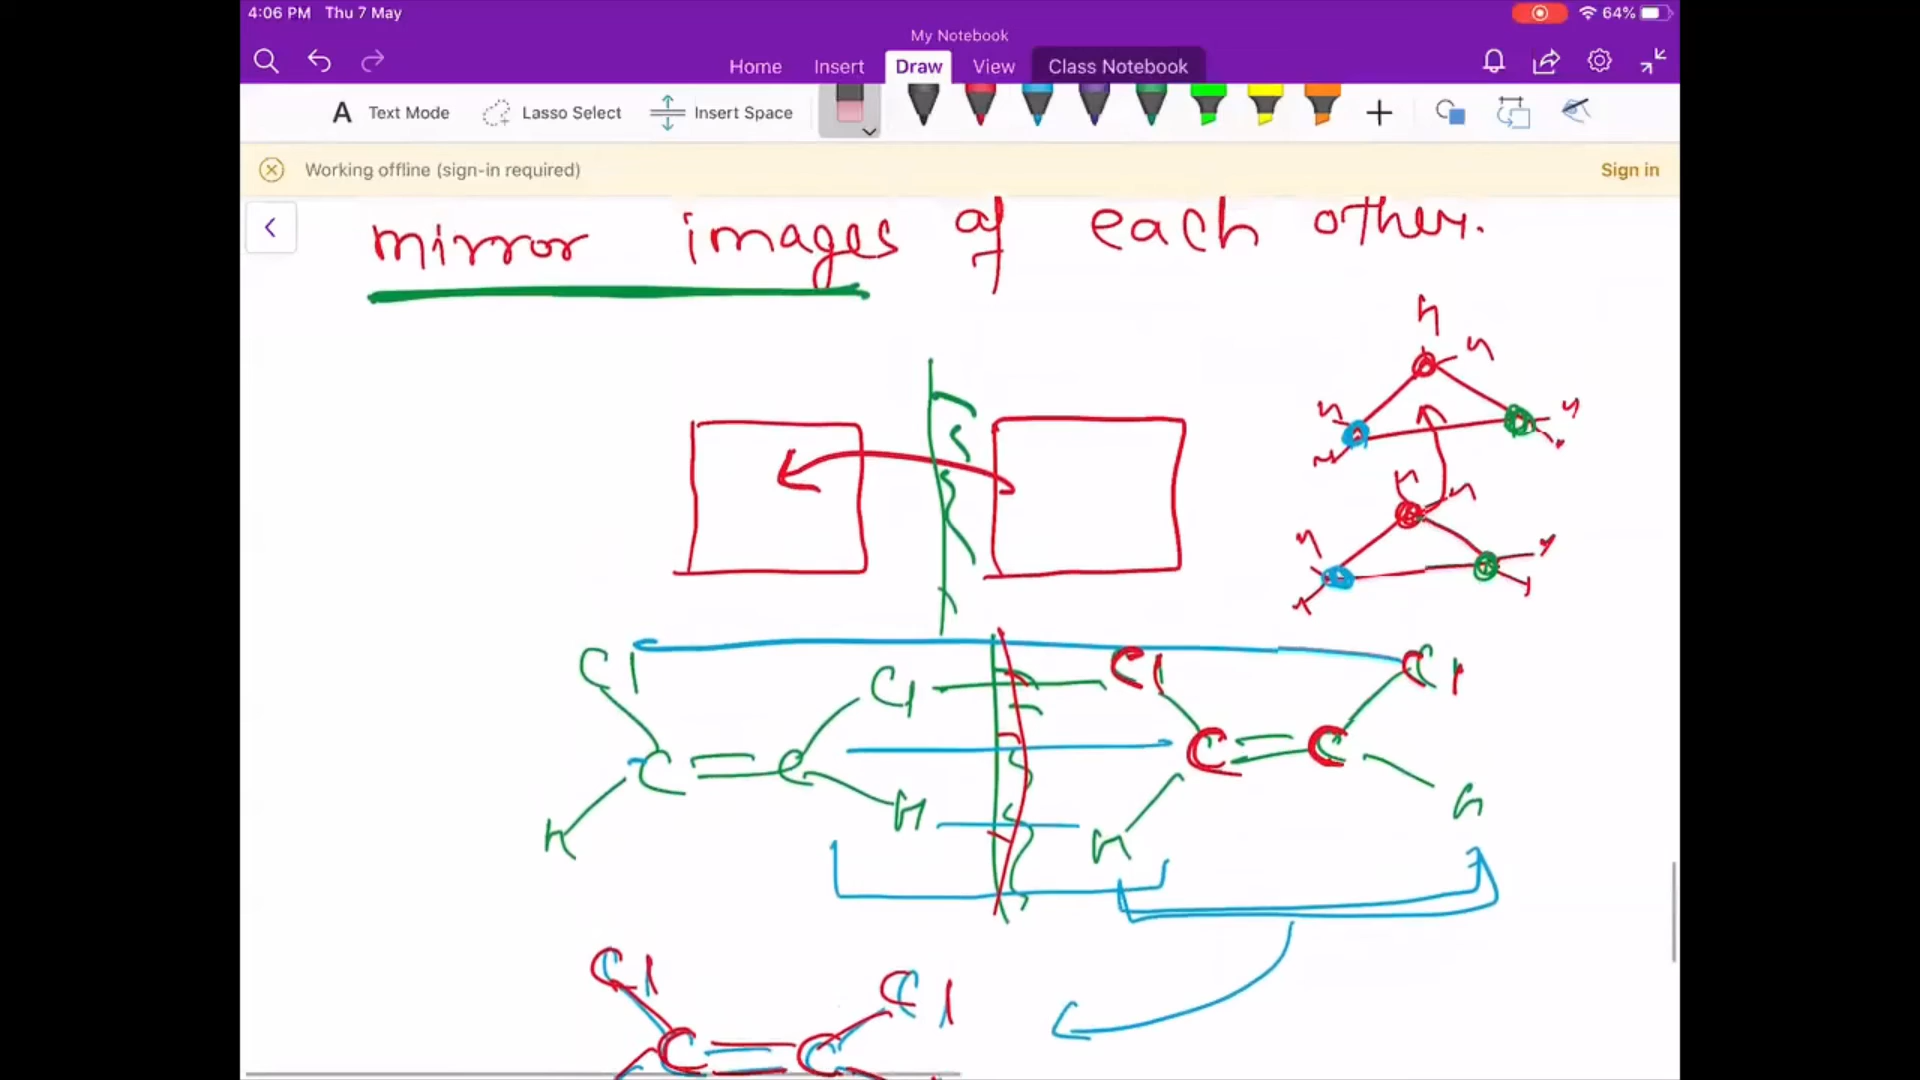 4:06 PM Thu 7 May
64%
My Notebook
Home Insert Draw View Class Notebook
Text Mode Lasso Select Insert Space
Working offline (sign-in required) Sign in
mirror images of each other.
H
H
H H
H
H H
H H
H
Cl Cl Cl Cl
C = C C = C
H H H H
Cl Cl
C = C